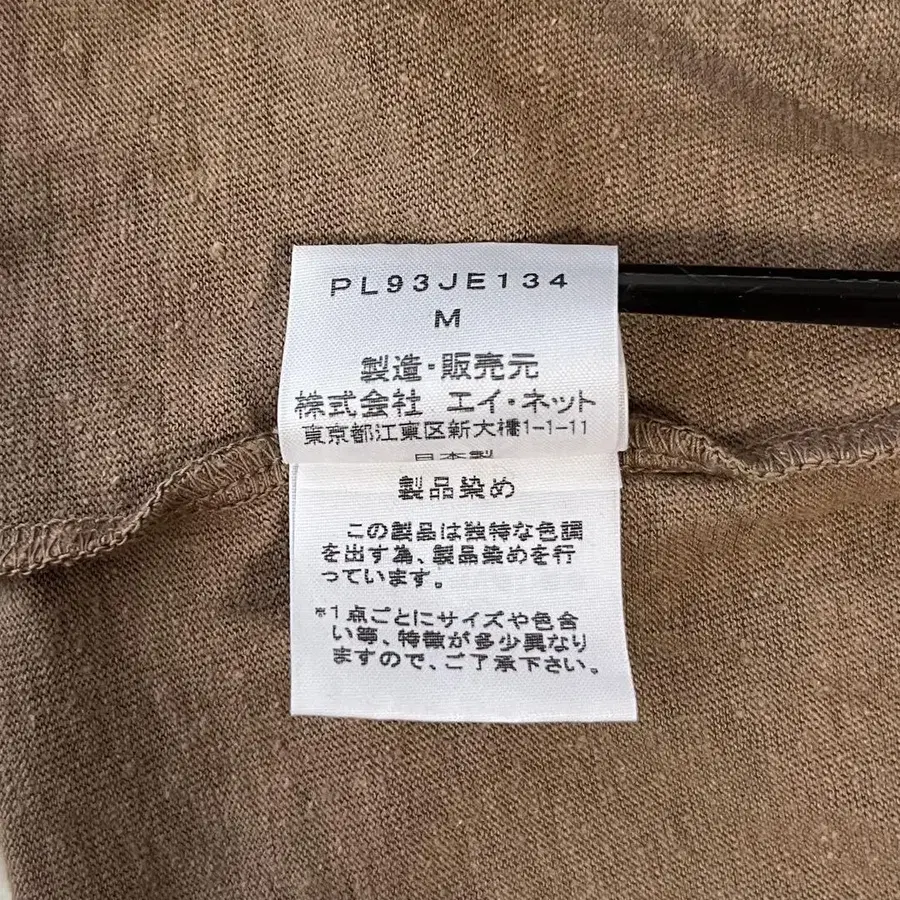 PL93JE134
M
製造・販売元
株式会社 エイ・ネット
東京都江東区新大橋1-1-11
日本製
製品染め
この製品は独特な色調
を出す為、製品染めを行
っています。
*1点ごとにサイズや色合
い等、特徴が多少異なり
ますので、ご了承下さい。